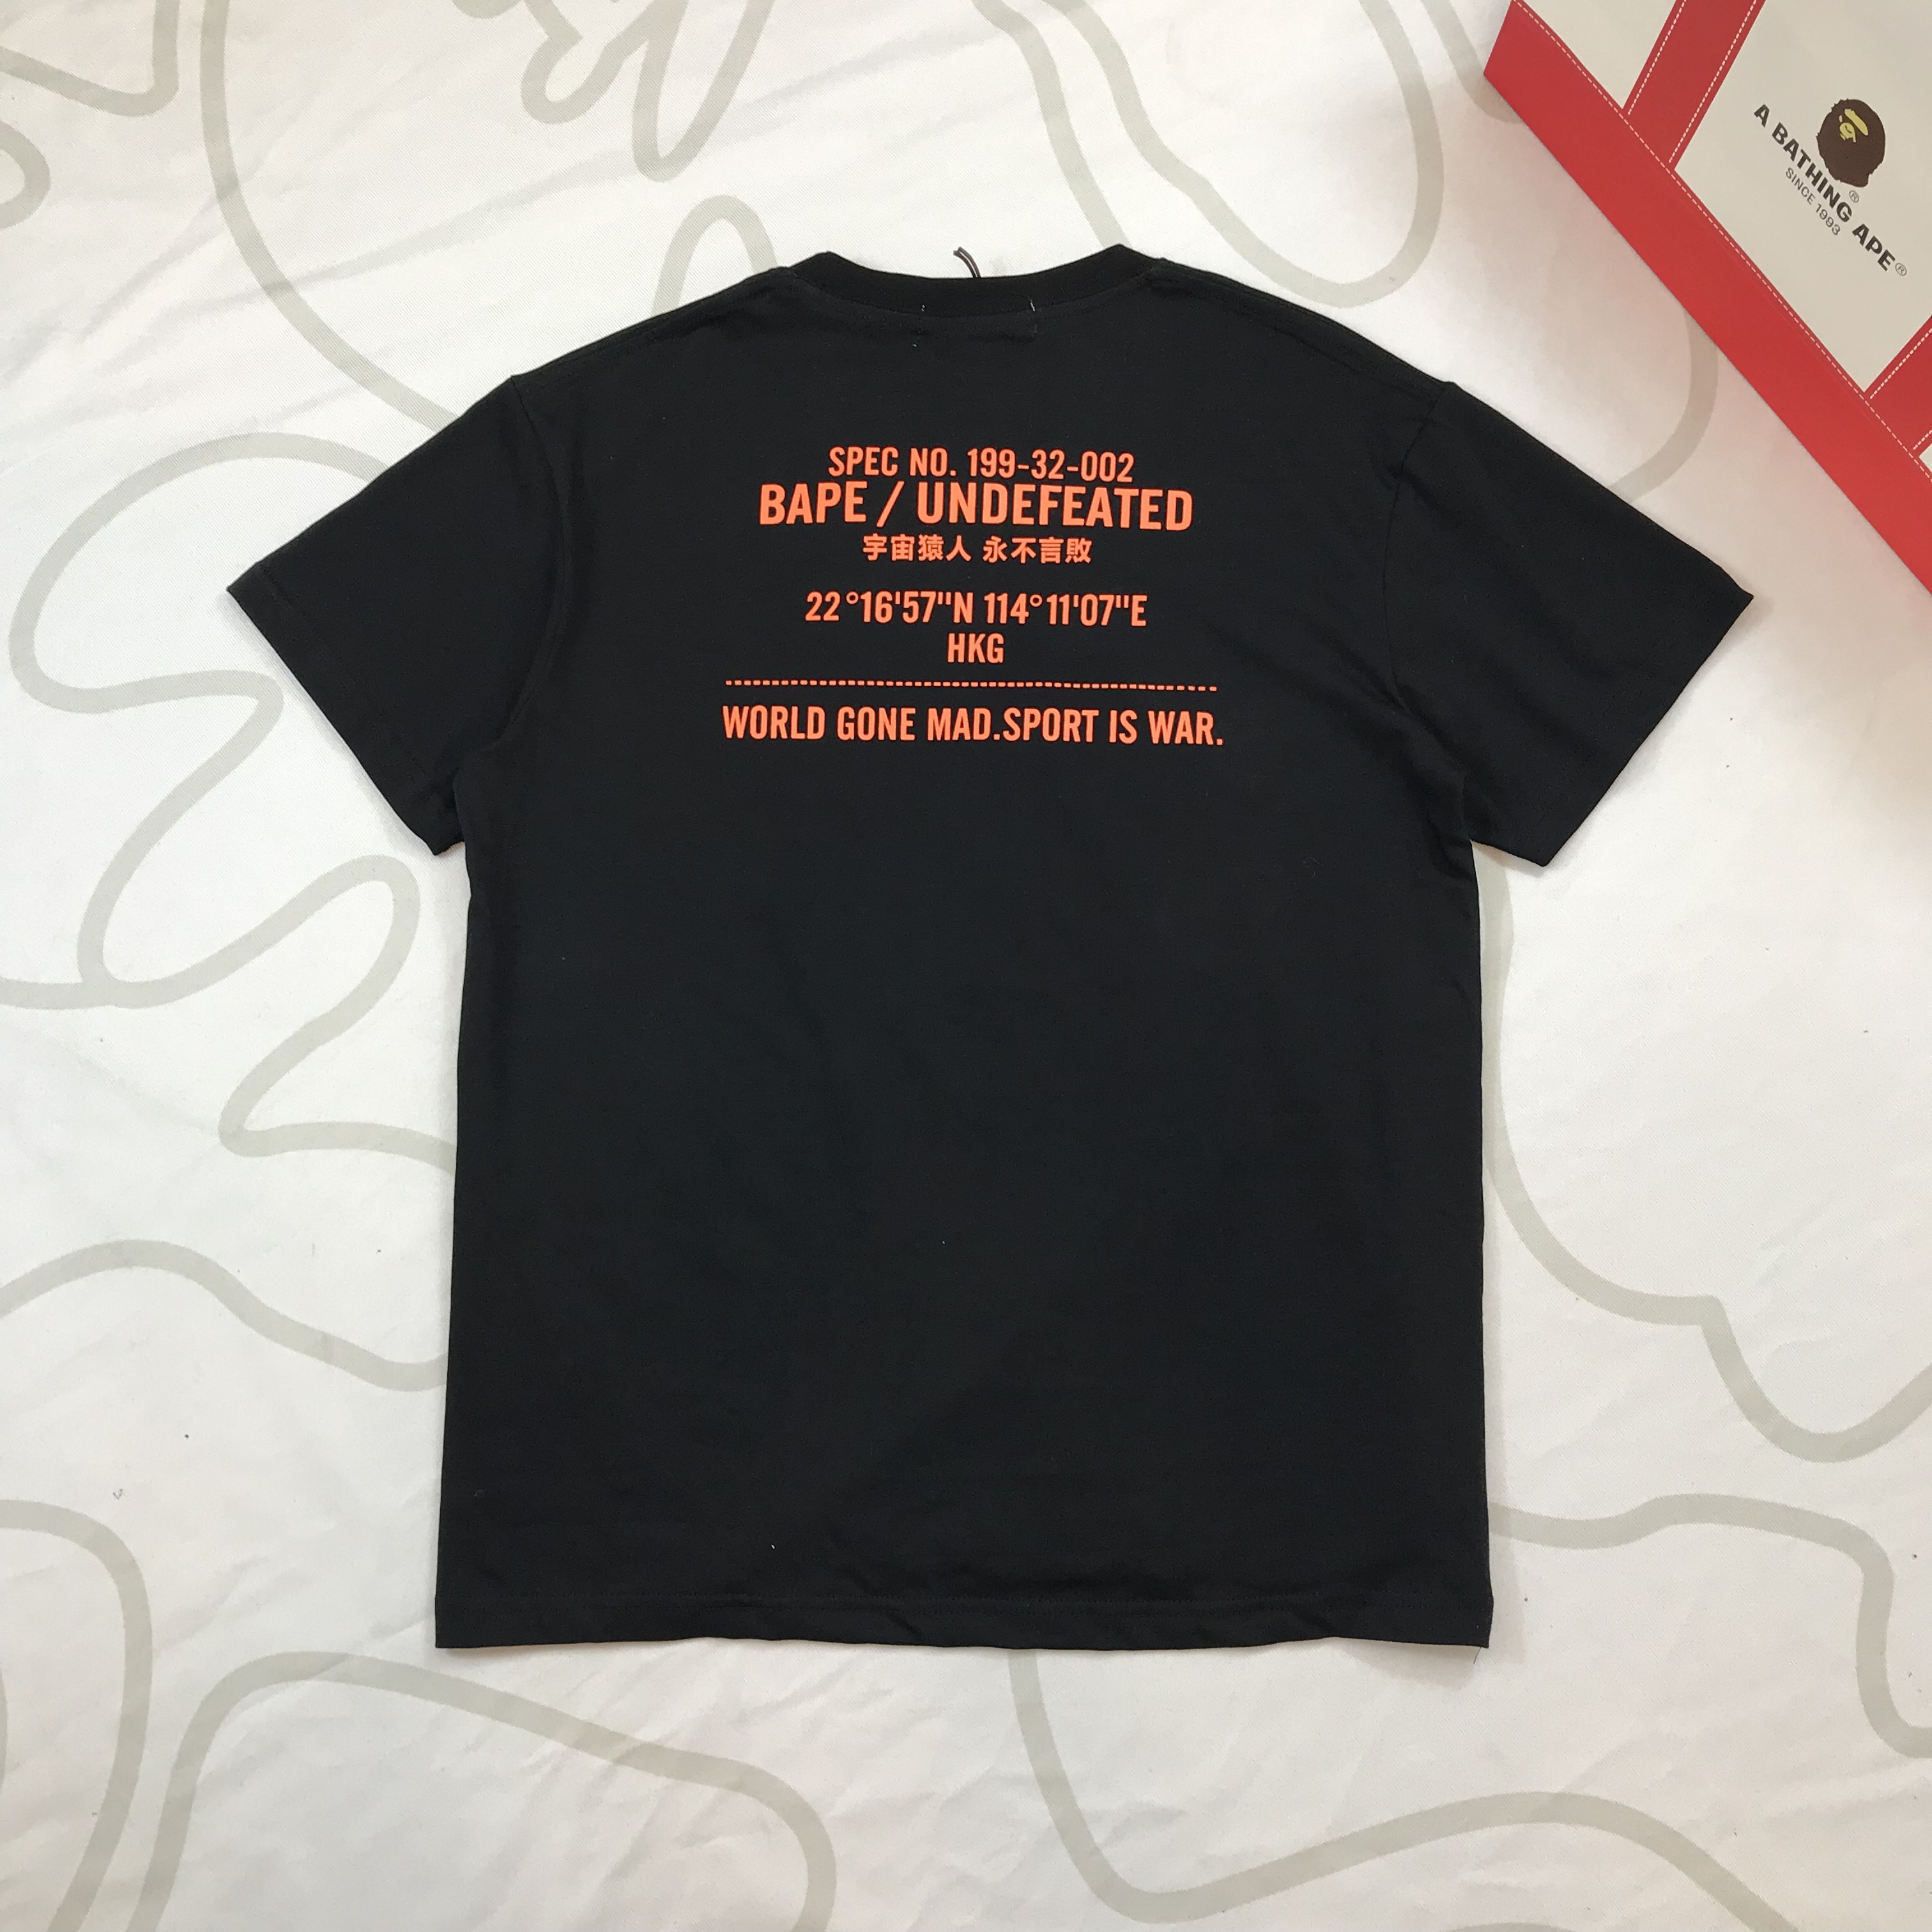 SPEC NO. 199-32-002
BAPE / UNDEFEATED
宇宙猿人 永不言敗
22°16'57"N 114°11'07"E
HKG
WORLD GONE MAD.SPORT IS WAR.
A BATHING APE®
SINCE 1993
®